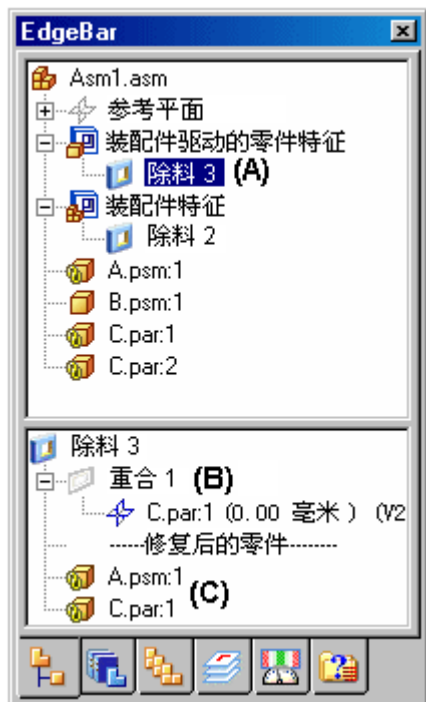 EdgeBar
Asm1.asm
参考平面
装配件驱动的零件特征
除料 3 (A)
装配件特征
除料 2
A.psm:1
B.psm:1
C.par:1
C.par:2
除料 3
重合 1 (B)
C.par:1 (0.00 毫米) (V2
-----修复后的零件-------
A.psm:1
C.par:1 (C)